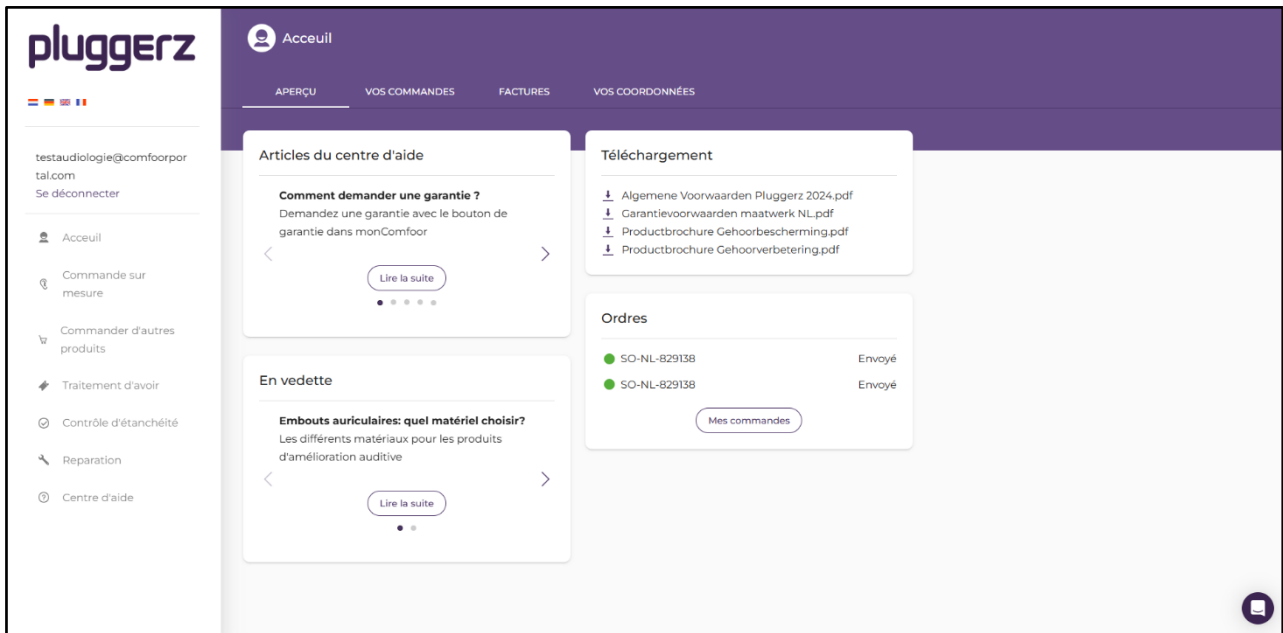 pluggerz
testaudiologie@comfoorpor
tal.com
Se déconnecter
Acceuil
Commande sur
mesure
Commander d'autres
produits
Traitement d'avoir
Contrôle d'étanchéité
Reparation
Centre d'aide
Acceuil
APERÇU VOS COMMANDES FACTURES VOS COORDONNÉES
Articles du centre d'aide
Comment demander une garantie ?
Demandez une garantie avec le bouton de
garantie dans monComfoor
Lire la suite
En vedette
Embouts auriculaires: quel matériel choisir?
Les différents matériaux pour les produits
d'amélioration auditive
Lire la suite
Téléchargement
Algemene Voorwaarden Pluggerz 2024.pdf
Garantievoorwaarden maatwerk NL.pdf
Productbrochure Gehoorbescherming.pdf
Productbrochure Gehoorverbetering.pdf
Ordres
SO-NL-829138 Envoyé
SO-NL-829138 Envoyé
Mes commandes